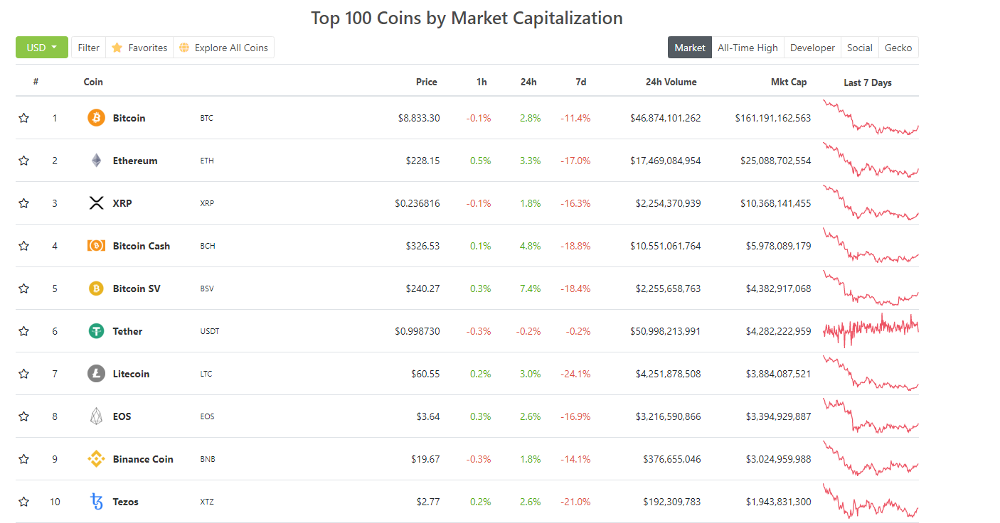 Top 100 Coins by Market Capitalization
USD Filter Favorites Explore All Coins Market All-Time High Developer Social Gecko
# Coin Price 1h 24h 7d 24h Volume Mkt Cap Last 7 Days
1 Bitcoin BTC $8,833.30 -0.1% 2.8% -11.4% $46,874,101,262 $161,191,162,563
2 Ethereum ETH $228.15 0.5% 3.3% -17.0% $17,469,084,954 $25,088,702,554
3 XRP XRP $0.236816 -0.1% 1.8% -16.3% $2,254,370,939 $10,368,141,455
4 Bitcoin Cash BCH $326.53 0.1% 4.8% -18.8% $10,551,061,764 $5,978,089,179
5 Bitcoin SV BSV $240.27 0.3% 7.4% -18.4% $2,255,658,763 $4,382,917,068
6 Tether USDT $0.998730 -0.3% -0.2% -0.2% $50,998,213,991 $4,282,222,959
7 Litecoin LTC $60.55 0.2% 3.0% -24.1% $4,251,878,508 $3,884,087,521
8 EOS EOS $3.64 0.3% 2.6% -16.9% $3,216,590,866 $3,394,929,887
9 Binance Coin BNB $19.67 -0.3% 1.8% -14.1% $376,655,046 $3,024,959,988
10 Tezos XTZ $2.77 0.2% 2.6% -21.0% $192,309,783 $1,943,831,300